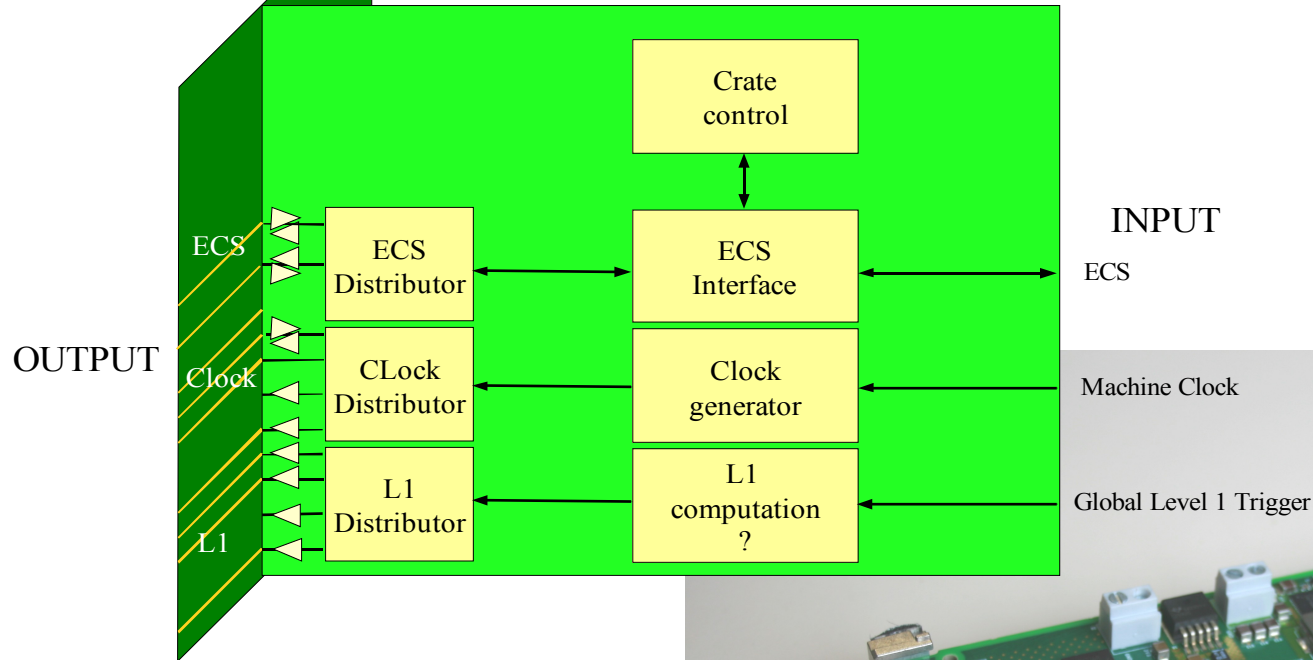 Crate
control
INPUT
ECS
ECS
Distributor
ECS
Interface
ECS
OUTPUT
Clock
CLock
Distributor
Clock
generator
Machine Clock
L1
L1
Distributor
L1
computation
?
Global Level 1 Trigger